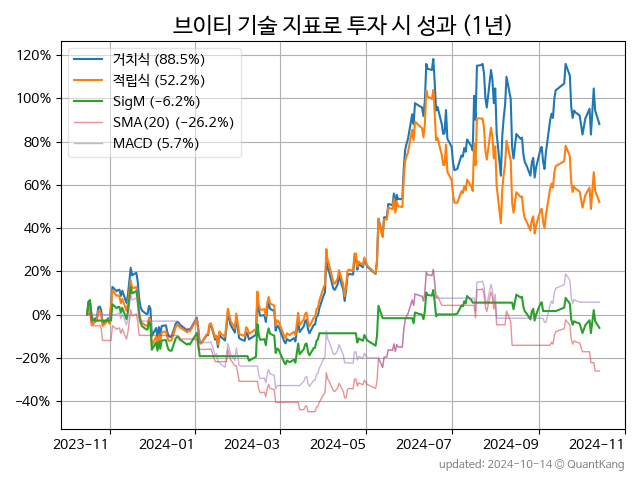 브이티 기술 지표로 투자 시 성과 (1년)
120%
100%
80%
60%
40%
20%
0%
−20%
−40%
거치식 (88.5%)
적립식 (52.2%)
SigM (-6.2%)
SMA(20) (-26.2%)
MACD (5.7%)
2023-11 2024-01 2024-03 2024-05 2024-07 2024-09 2024-11
updated: 2024-10-14 © QuantKang